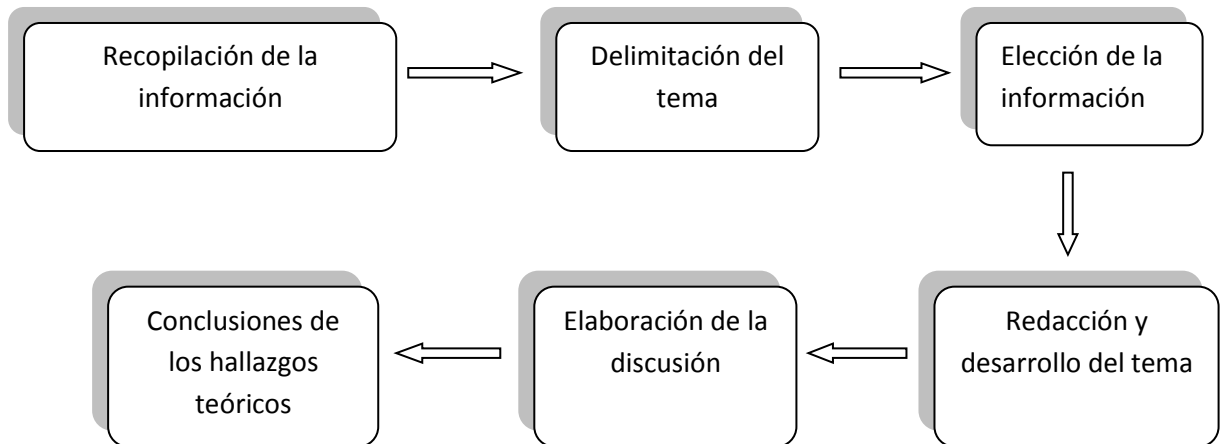 Recopilación de la
información
Delimitación del
tema
Elección de la
información
Redacción y
desarrollo del tema
Elaboración de la
discusión
Conclusiones de
los hallazgos
teóricos